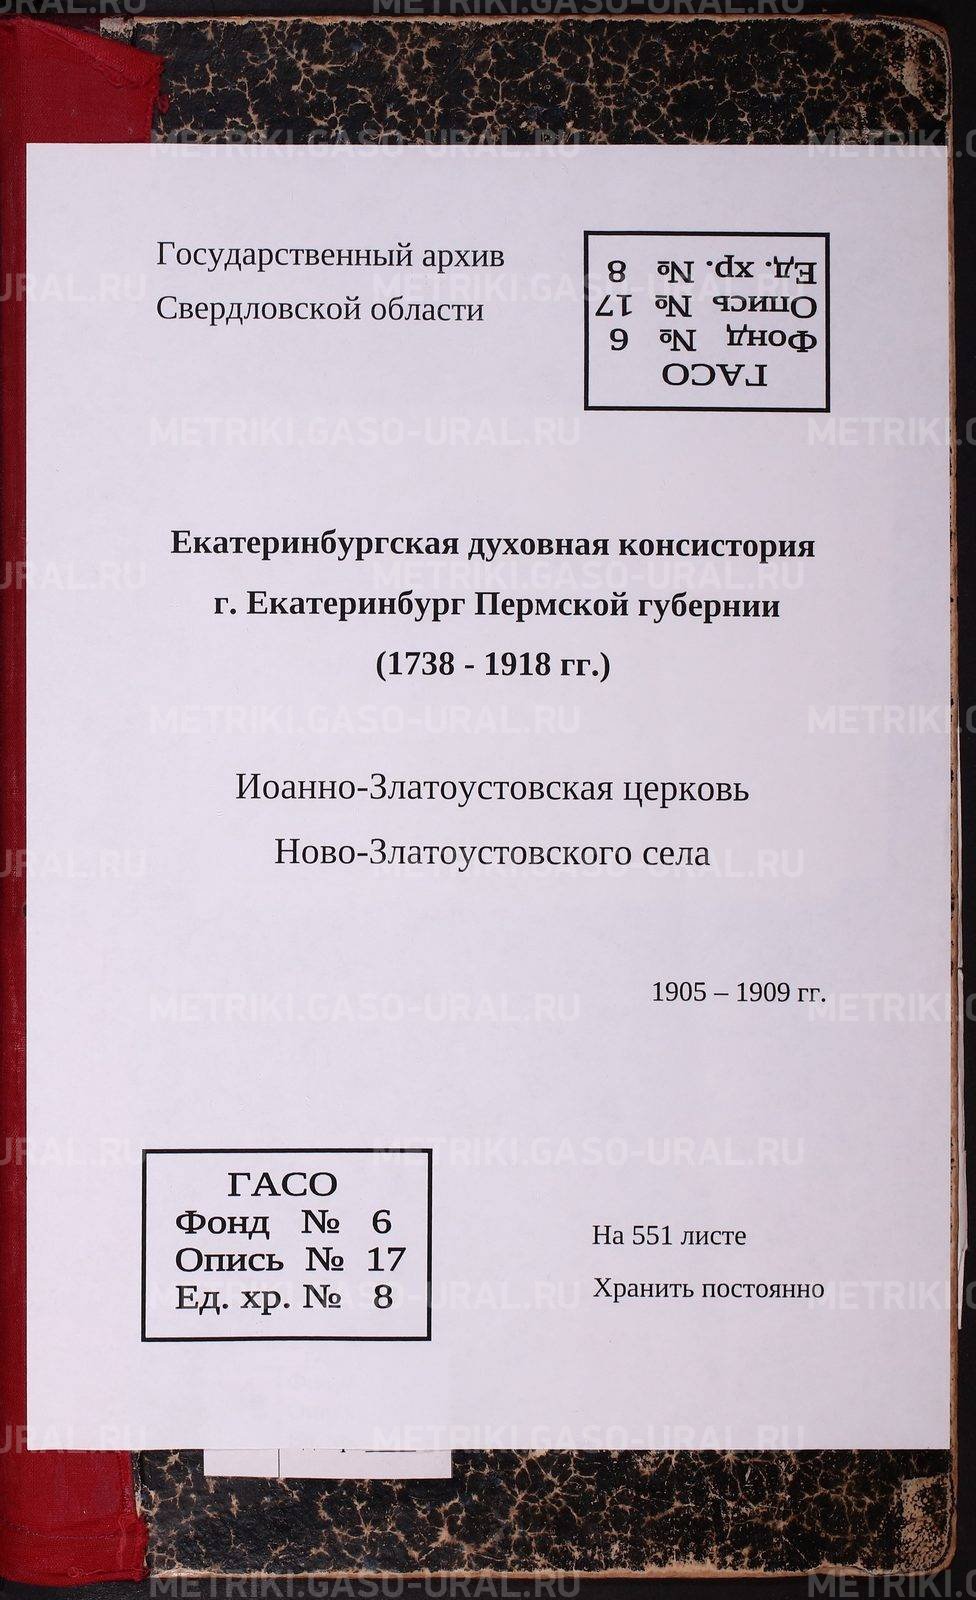 Государственный архив
Свердловской области
ГАСО
Фонд № 6
Опись № 17
Ед. хр. № 8
Екатеринбургская духовная консистория
г. Екатеринбург Пермской губернии
(1738 - 1918 гг.)
Иоанно-Златоустовская церковь
Ново-Златоустовского села
1905 – 1909 гг.
ГАСО
Фонд № 6
Опись № 17
Ед. хр. № 8
На 551 листе
Хранить постоянно
METRIKI.GASO-URAL.RU